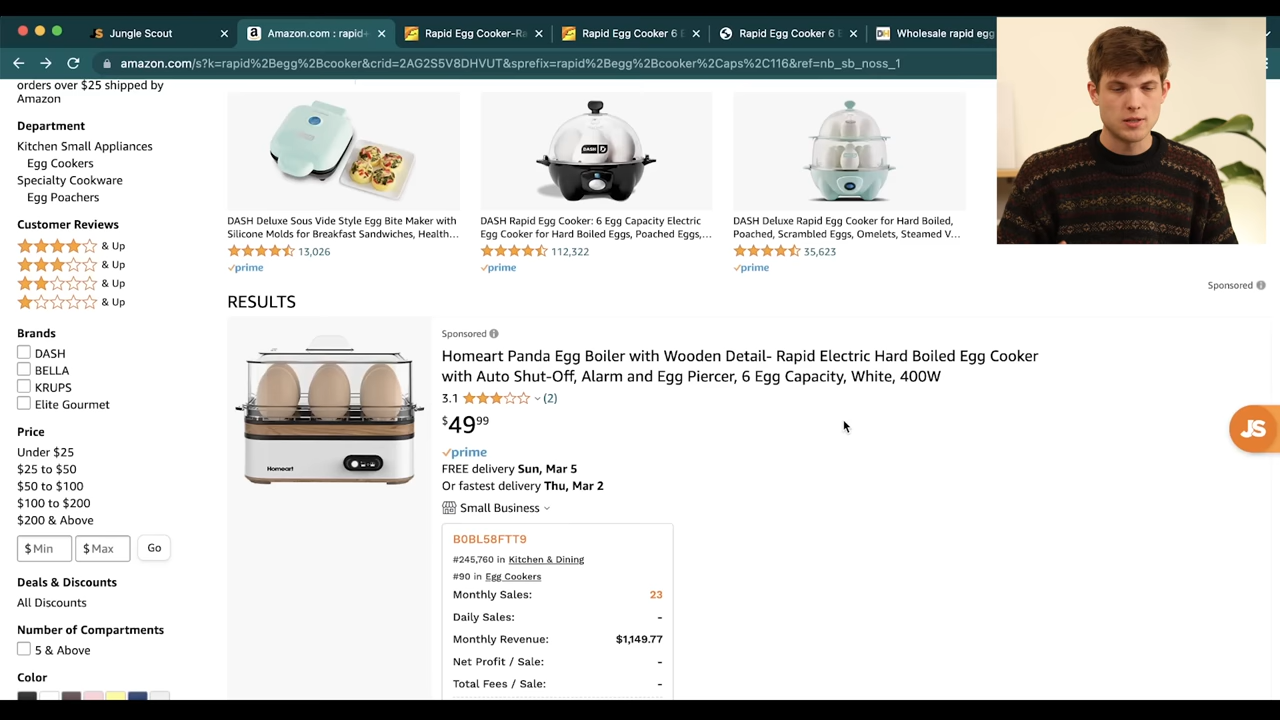 Jungle Scout
Amazon.com : rapid+
Rapid Egg Cooker-Ra
Rapid Egg Cooker 6 E
Rapid Egg Cooker 6 E
DH
Wholesale rapid egg
amazon.com/s?k=rapid%2Begg%2Bcooker&crid=2AG2S5V8DHVUT&sprefix=rapid%2Begg%2Bcooker%2Caps%2C116&ref=nb_sb_noss_1
orders over $25 shipped by
Amazon
Department
Kitchen Small Appliances
Egg Cookers
Specialty Cookware
Egg Poachers
Customer Reviews
& Up
& Up
& Up
& Up
Brands
DASH
BELLA
KRUPS
Elite Gourmet
Price
Under $25
$25 to $50
$50 to $100
$100 to $200
$200 & Above
$ Min
$ Max
Go
Deals & Discounts
All Discounts
Number of Compartments
5 & Above
Color
DASH Deluxe Sous Vide Style Egg Bite Maker with
Silicone Molds for Breakfast Sandwiches, Health...
13,026
prime
DASH
DASH Rapid Egg Cooker: 6 Egg Capacity Electric
Egg Cooker for Hard Boiled Eggs, Poached Eggs,...
112,322
prime
DASH Deluxe Rapid Egg Cooker for Hard Boiled,
Poached, Scrambled Eggs, Omelets, Steamed V...
35,623
prime
Sponsored
RESULTS
Homeart
Sponsored
Homeart Panda Egg Boiler with Wooden Detail- Rapid Electric Hard Boiled Egg Cooker
with Auto Shut-Off, Alarm and Egg Piercer, 6 Egg Capacity, White, 400W
3.1 (2)
$49 99
prime
FREE delivery Sun, Mar 5
Or fastest delivery Thu, Mar 2
Small Business
B0BL58FTT9
#245,760 in Kitchen & Dining
#90 in Egg Cookers
Monthly Sales: 23
Daily Sales: -
Monthly Revenue: $1,149.77
Net Profit / Sale: -
Total Fees / Sale: -
JS